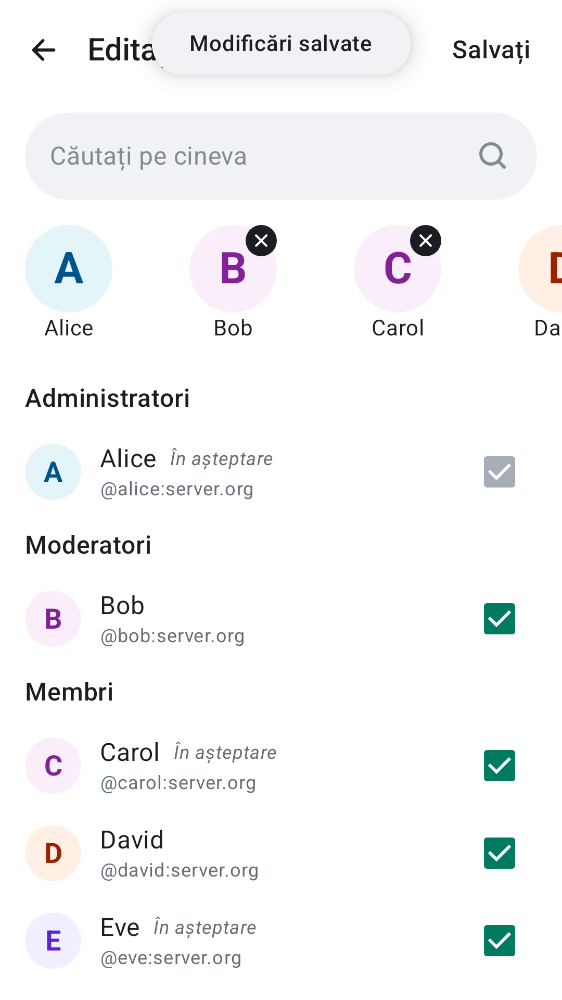 Modificări salvate
Salvați
Căutați pe cineva
A
B
C
Alice
Bob
Carol
Administratori
A
Alice În așteptare
@alice:server.org
Moderatori
B
Bob
@bob:server.org
Membri
C
Carol În așteptare
@carol:server.org
D
David
@david:server.org
E
Eve În așteptare
@eve:server.org